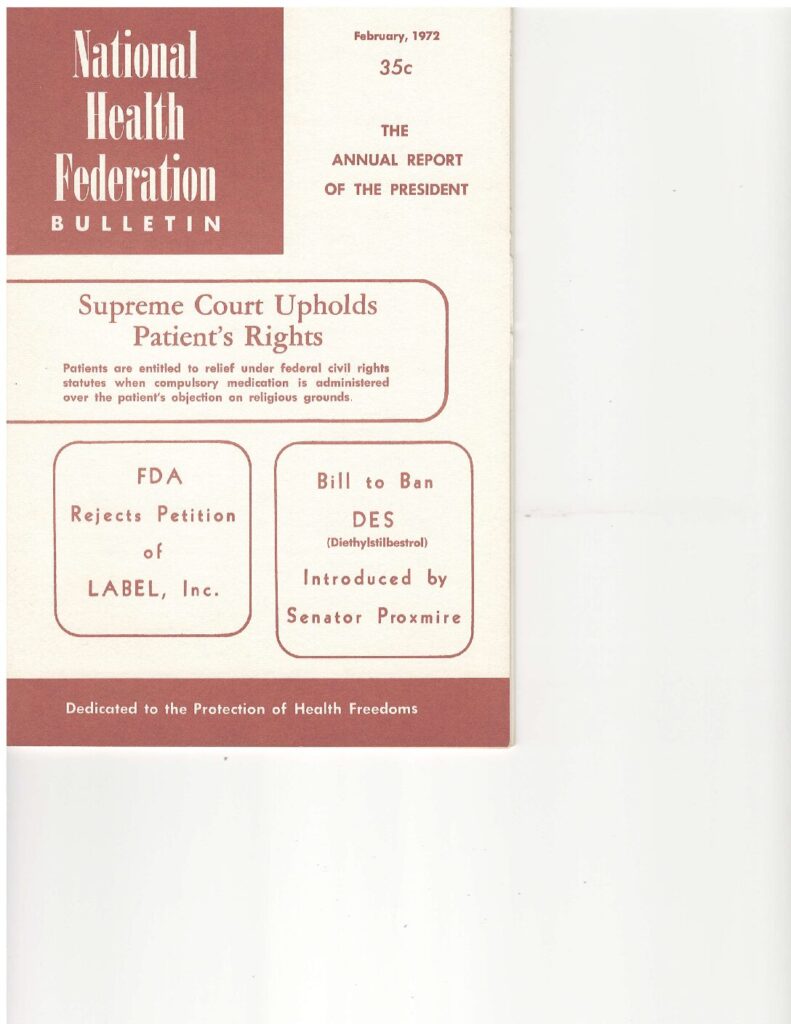 National
Health
Federation
BULLETIN
February, 1972
35c
THE
ANNUAL REPORT
OF THE PRESIDENT
Supreme Court Upholds
Patient's Rights
Patients are entitled to relief under federal civil rights
statutes when compulsory medication is administered
over the patient's objection on religious grounds.
FDA
Rejects Petition
of
LABEL, Inc.
Bill to Ban
DES
(Diethylstilbestrol)
Introduced by
Senator Proxmire
Dedicated to the Protection of Health Freedoms